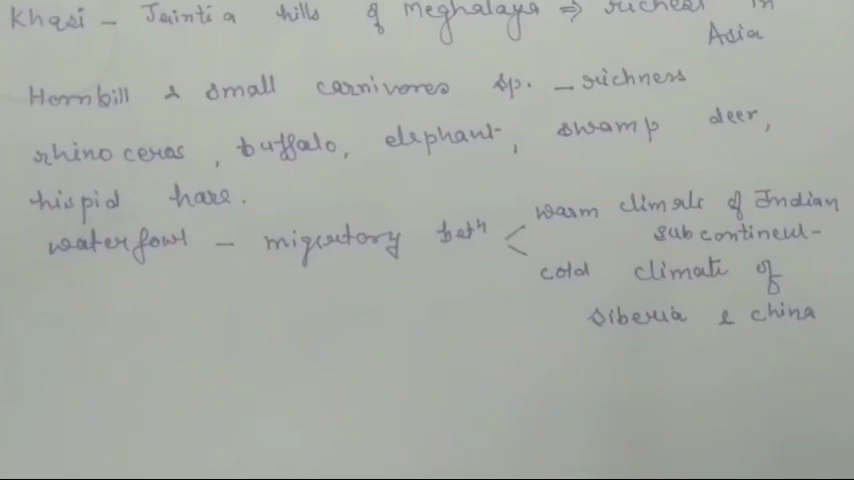 Khasi - Jaintia hills of Meghalaya ⇒ richest in
Asia
Hornbill & small carnivores sp. - richness
rhinoceros, buffalo, elephant, swamp deer,
hispid hare.
waterfowl - migratory betⁿ < warm climate of Indian
subcontinent
cold climate of
siberia & china